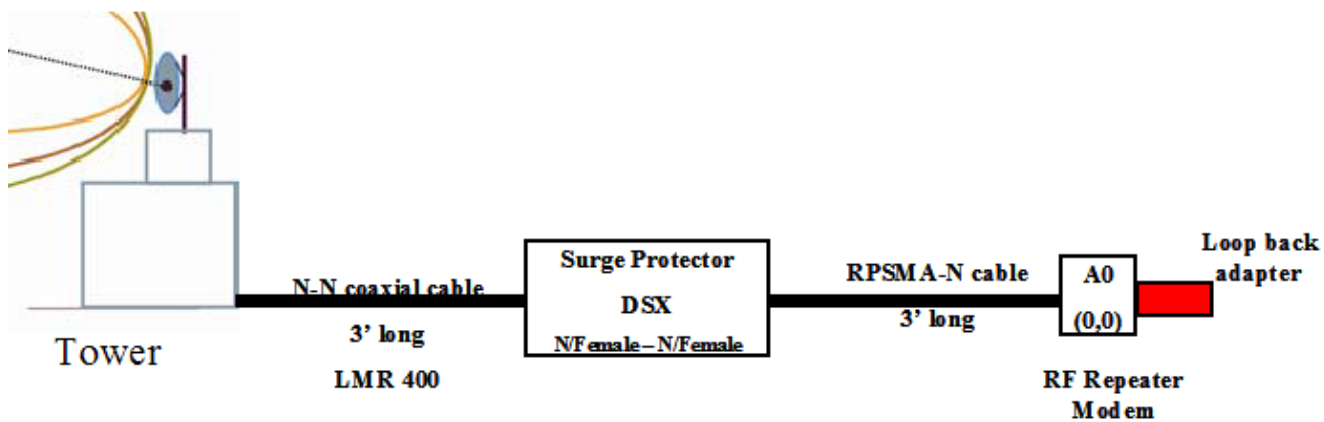 Tower
N-N coaxial cable
3' long
LMR 400
Surge Protector
DSX
N/Female – N/Female
RPSMA-N cable
3' long
A0
(0,0)
RF Repeater
Modem
Loop back
adapter